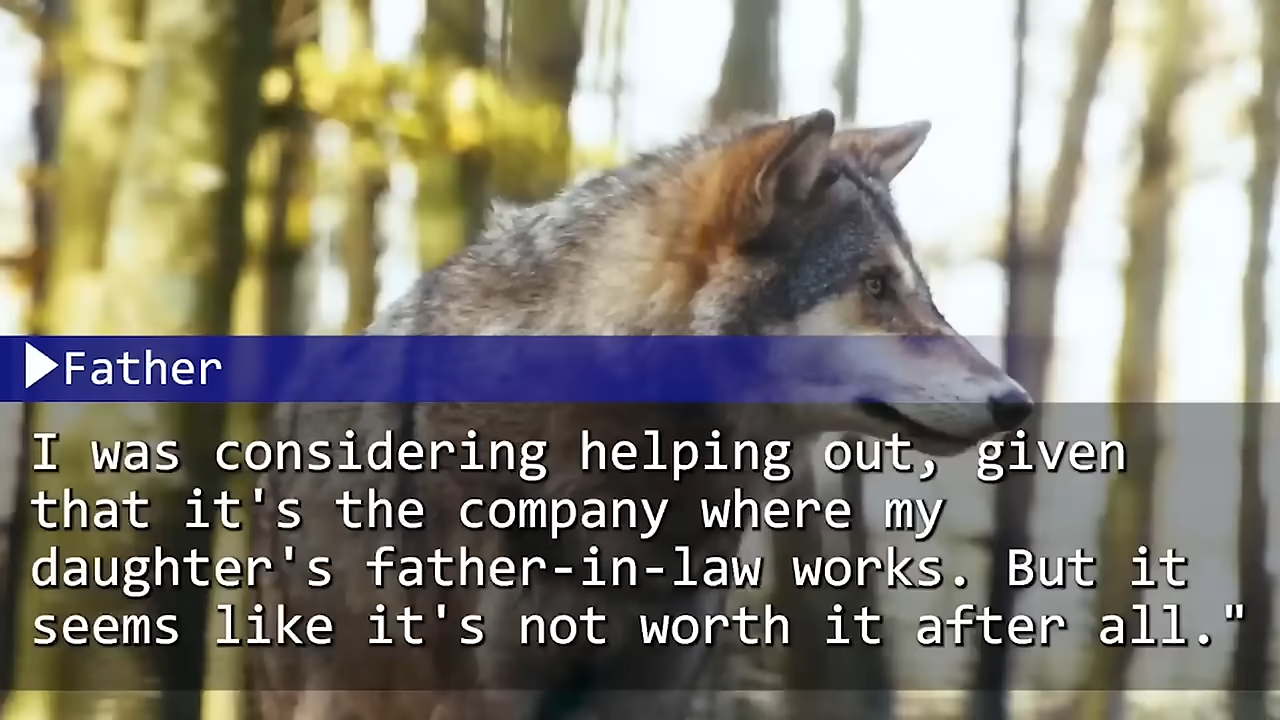 ▶Father
I was considering helping out, given
that it's the company where my
daughter's father-in-law works. But it
seems like it's not worth it after all."